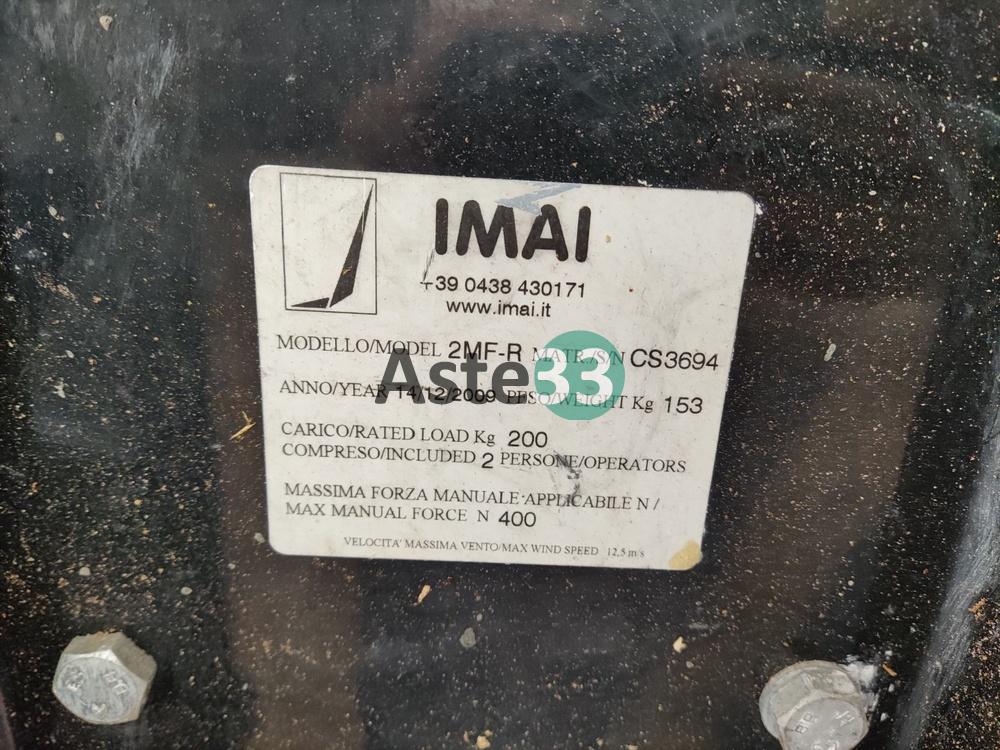 IMAI
+39 0438 430171
www.imai.it
MODELLO/MODEL 2MF-R MATR./S/N CS3694
ANNO/YEAR 14/12/2009 PESO/WEIGHT Kg 153
Aste33
CARICO/RATED LOAD Kg 200
COMPRESO/INCLUDED 2 PERSONE/OPERATORS
MASSIMA FORZA MANUALE APPLICABILE N /
MAX MANUAL FORCE N 400
VELOCITA' MASSIMA VENTO/MAX WIND SPEED 12,5 m/s